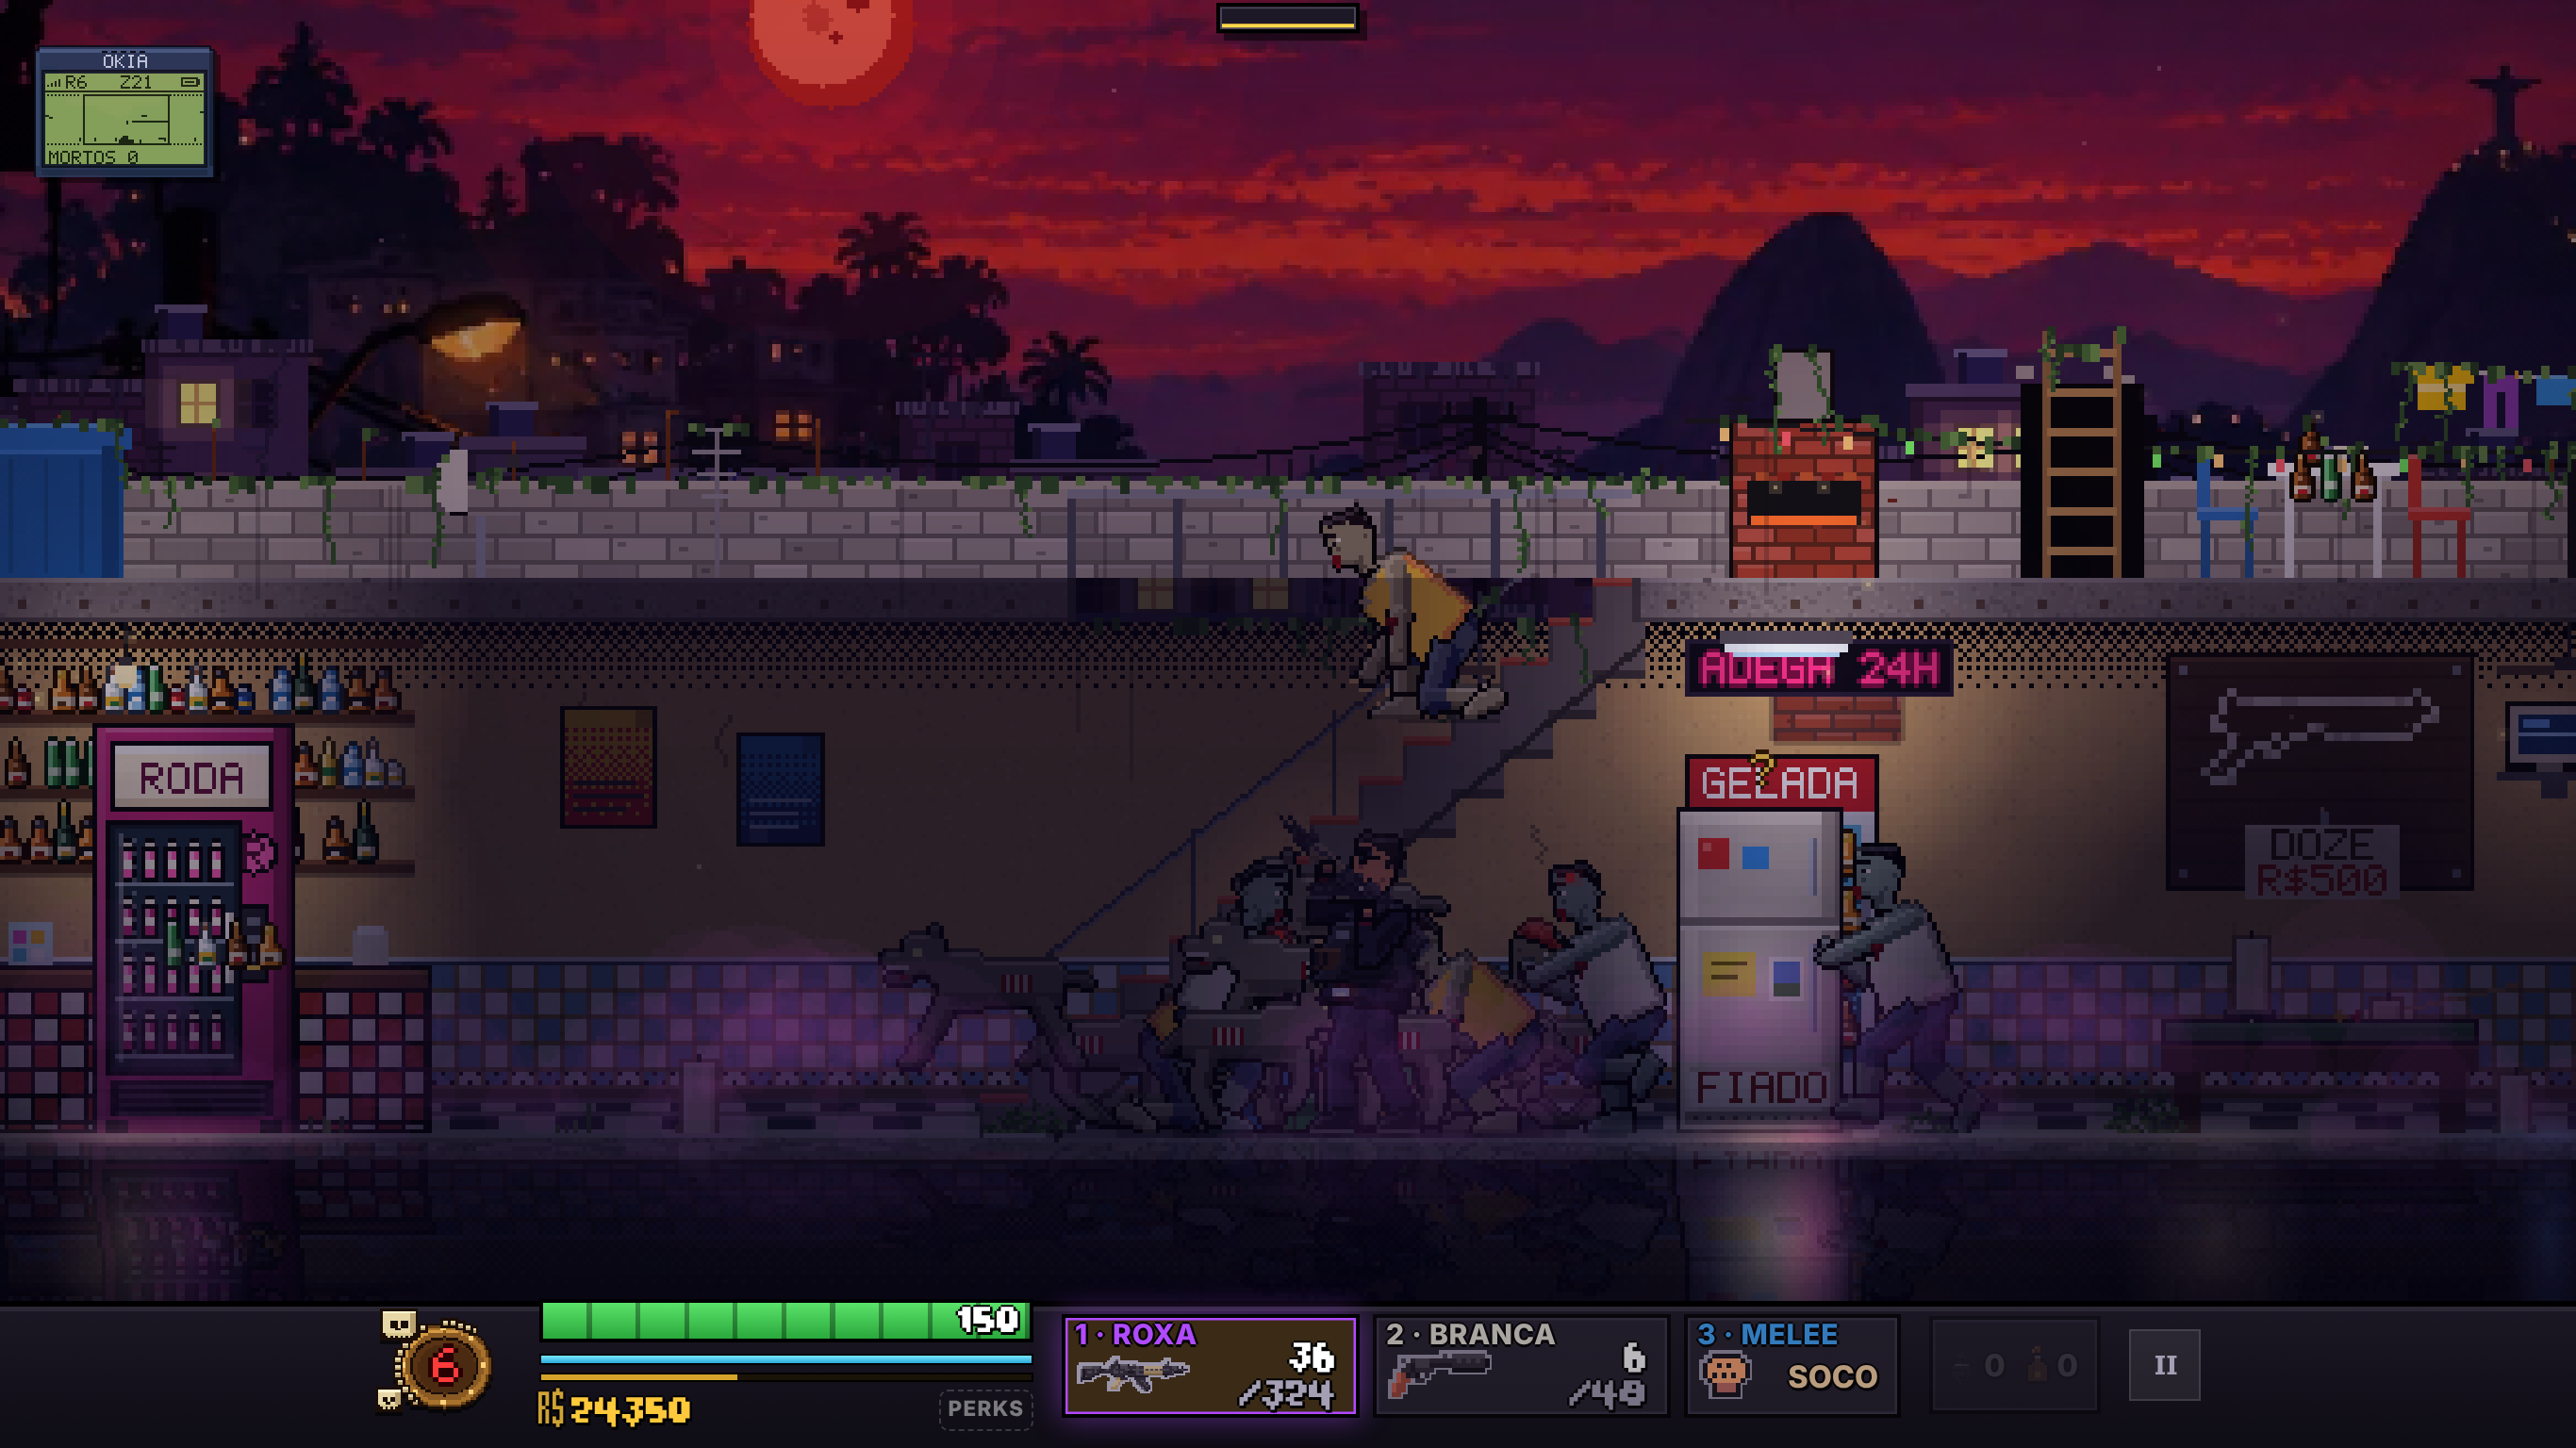 OKIA
R6 Z21
MORTOS 0
ADEGA 24H
RODA
GELADA
?
DOZE
R$500
FIADO
6
150
R$24350
PERKS
1 · ROXA
36
/324
2 · BRANCA
6
/48
3 · MELEE
SOCO
0
0
II